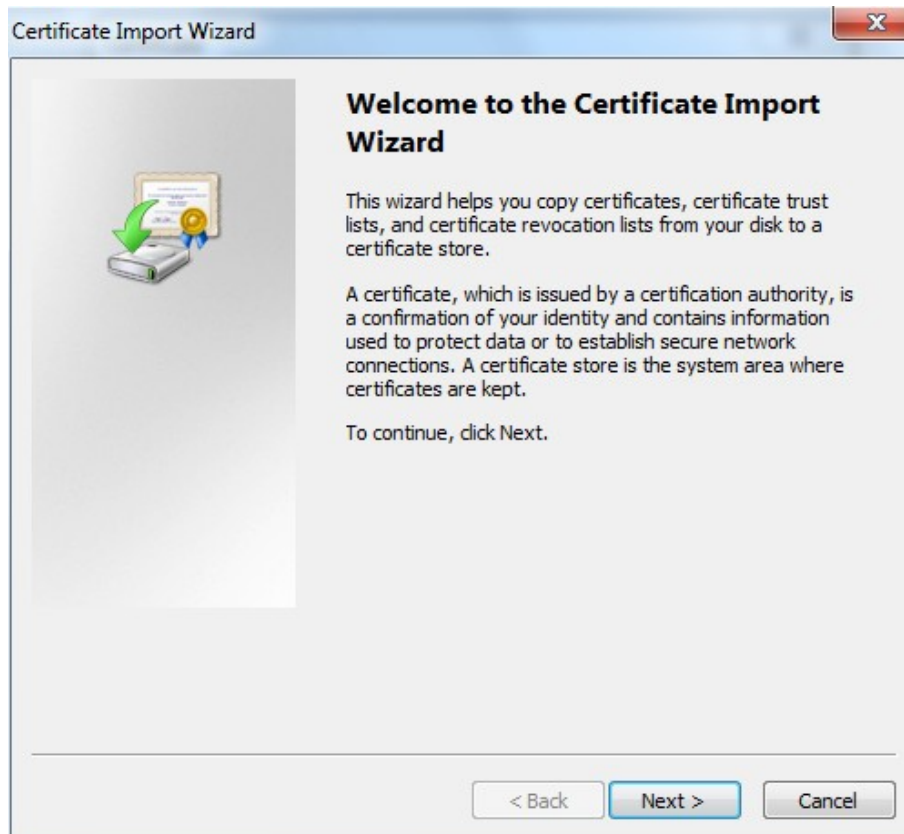 Certificate Import Wizard
Welcome to the Certificate Import
Wizard
This wizard helps you copy certificates, certificate trust
lists, and certificate revocation lists from your disk to a
certificate store.
A certificate, which is issued by a certification authority, is
a confirmation of your identity and contains information
used to protect data or to establish secure network
connections. A certificate store is the system area where
certificates are kept.
To continue, click Next.
< Back
Next >
Cancel